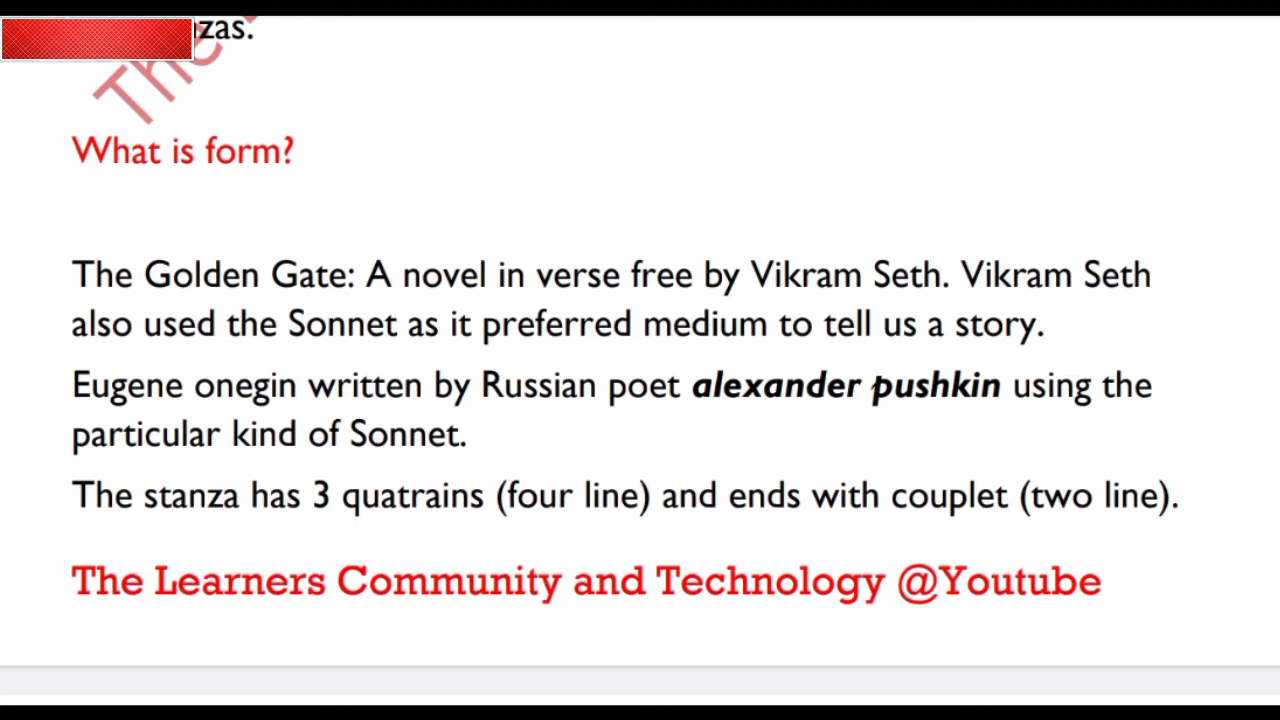 zas.
The
What is form?
The Golden Gate: A novel in verse free by Vikram Seth. Vikram Seth
also used the Sonnet as it preferred medium to tell us a story.
Eugene onegin written by Russian poet alexander pushkin using the
particular kind of Sonnet.
The stanza has 3 quatrains (four line) and ends with couplet (two line).
The Learners Community and Technology @Youtube